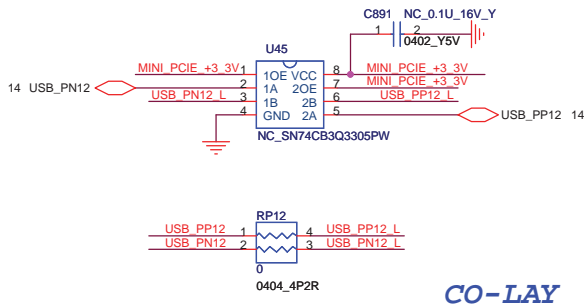 C891 NC_0.1U_16V_Y
1 2
0402_Y5V
U45
MINI_PCIE_+3_3V 1 1OE VCC 8 MINI_PCIE_+3_3V
14 USB_PN12 2 1A 2OE 7 MINI_PCIE_+3_3V
USB_PN12_L 3 1B 2B 6 USB_PP12_L
4 GND 2A 5 USB_PP12 14
NC_SN74CB3Q3305PW
RP12
USB_PP12 1 4 USB_PP12_L
USB_PN12 2 3 USB_PN12_L
0
0404_4P2R
CO-LAY